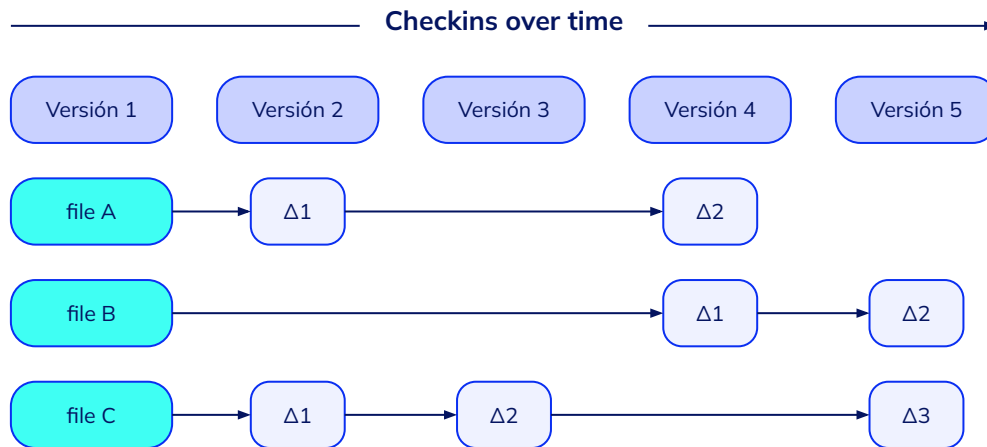 Checkins over time
Versión 1 Versión 2 Versión 3 Versión 4 Versión 5
file A Δ1 Δ2
file B Δ1 Δ2
file C Δ1 Δ2 Δ3